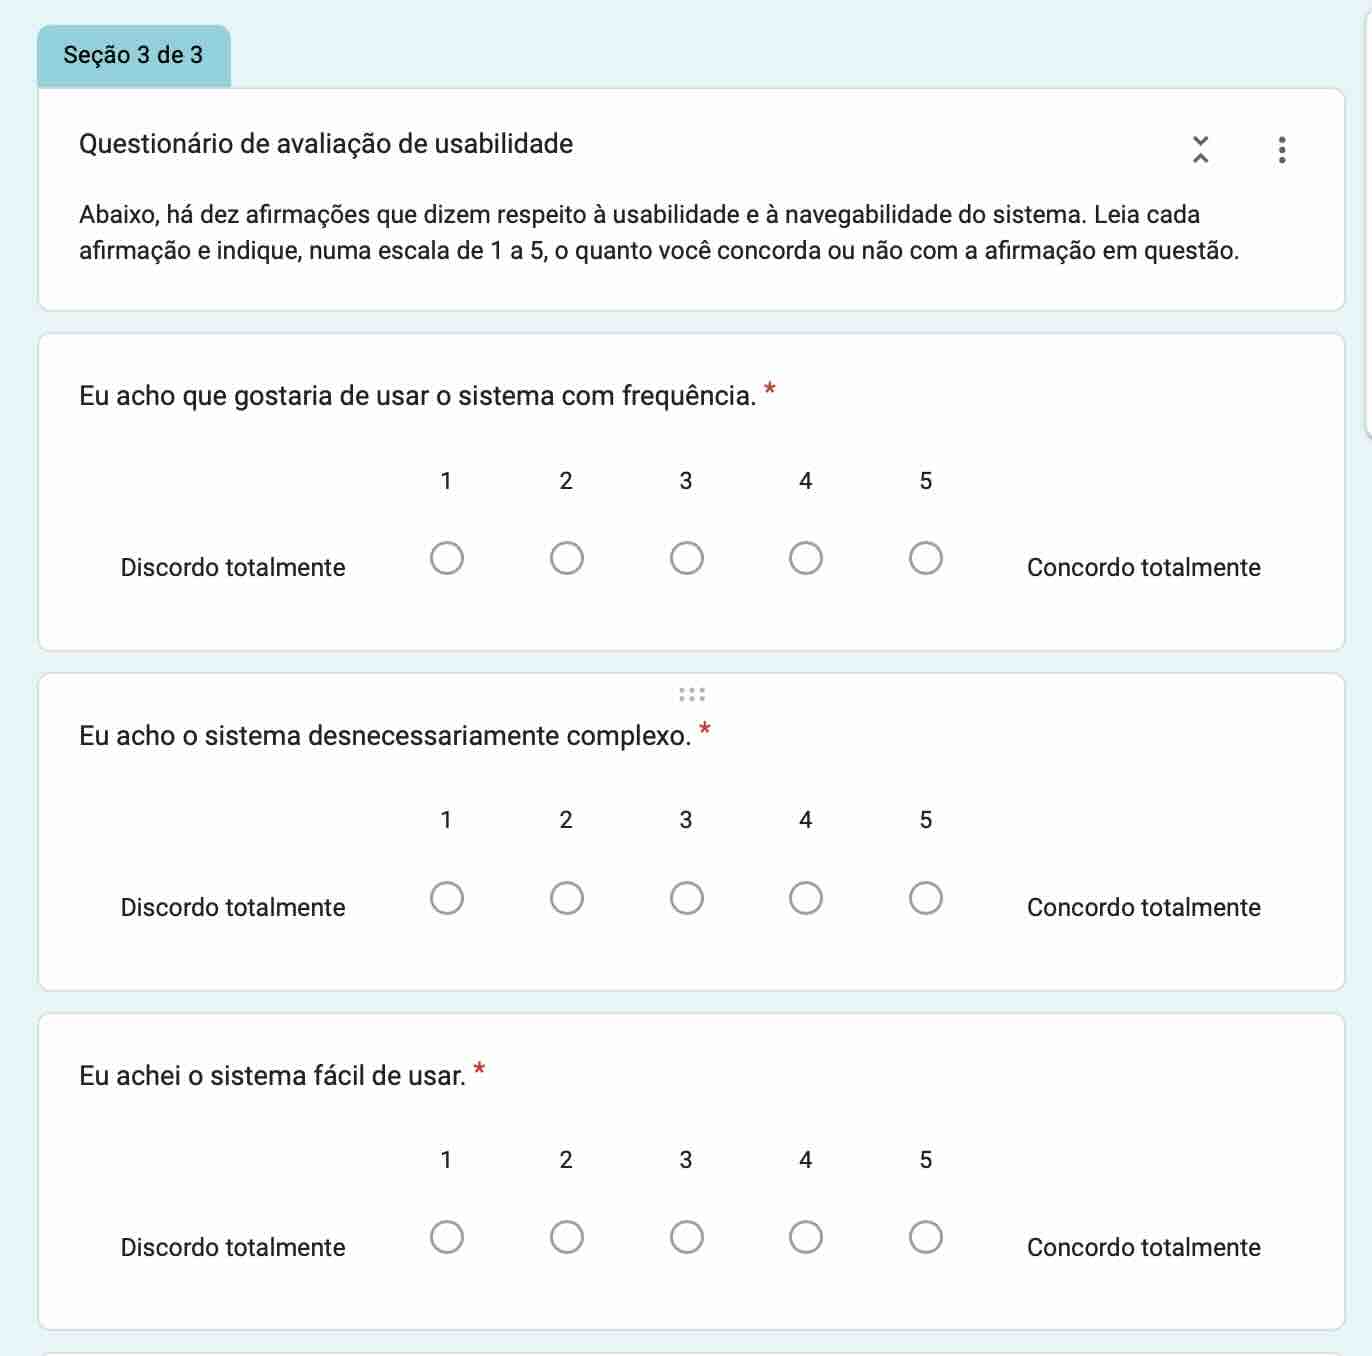 Seção 3 de 3
Questionário de avaliação de usabilidade
Abaixo, há dez afirmações que dizem respeito à usabilidade e à navegabilidade do sistema. Leia cada
afirmação e indique, numa escala de 1 a 5, o quanto você concorda ou não com a afirmação em questão.
Eu acho que gostaria de usar o sistema com frequência. *
1 2 3 4 5
Discordo totalmente Concordo totalmente
Eu acho o sistema desnecessariamente complexo. *
1 2 3 4 5
Discordo totalmente Concordo totalmente
Eu achei o sistema fácil de usar. *
1 2 3 4 5
Discordo totalmente Concordo totalmente